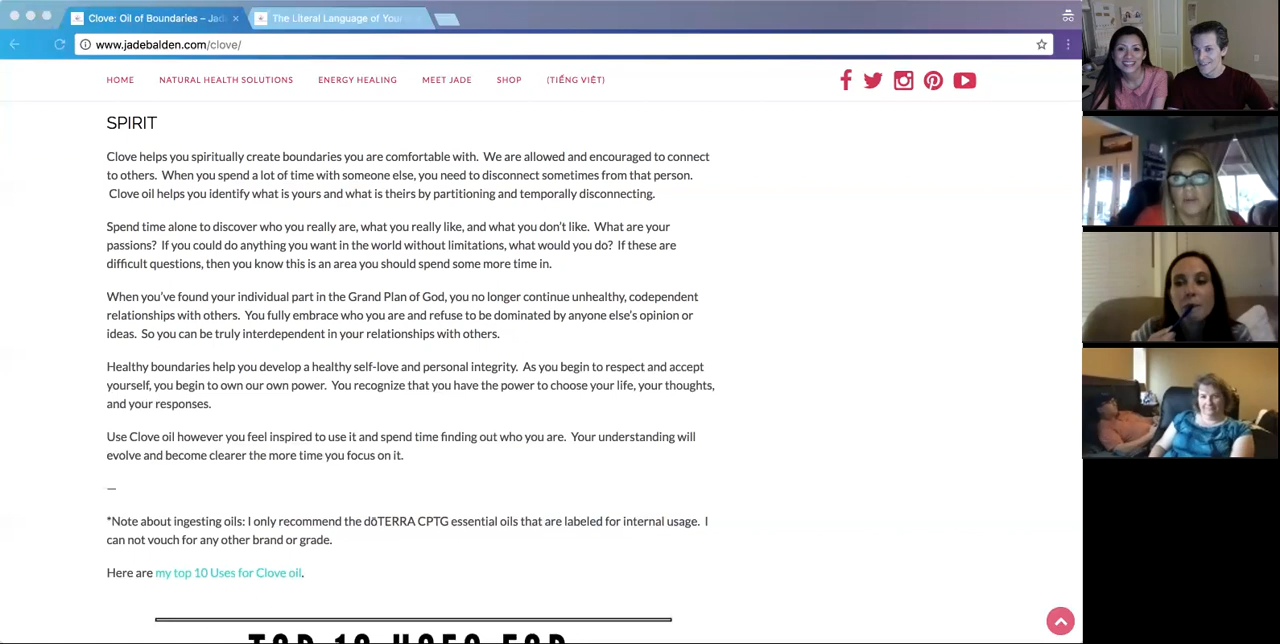 Clove: Oil of Boundaries – Jad
The Literal Language of Your
www.jadebalden.com/clove/
HOME NATURAL HEALTH SOLUTIONS ENERGY HEALING MEET JADE SHOP (TIẾNG VIỆT)
SPIRIT
Clove helps you spiritually create boundaries you are comfortable with. We are allowed and encouraged to connect
to others. When you spend a lot of time with someone else, you need to disconnect sometimes from that person.
Clove oil helps you identify what is yours and what is theirs by partitioning and temporally disconnecting.
Spend time alone to discover who you really are, what you really like, and what you don't like. What are your
passions? If you could do anything you want in the world without limitations, what would you do? If these are
difficult questions, then you know this is an area you should spend some more time in.
When you've found your individual part in the Grand Plan of God, you no longer continue unhealthy, codependent
relationships with others. You fully embrace who you are and refuse to be dominated by anyone else's opinion or
ideas. So you can be truly interdependent in your relationships with others.
Healthy boundaries help you develop a healthy self-love and personal integrity. As you begin to respect and accept
yourself, you begin to own our own power. You recognize that you have the power to choose your life, your thoughts,
and your responses.
Use Clove oil however you feel inspired to use it and spend time finding out who you are. Your understanding will
evolve and become clearer the more time you focus on it.
—
*Note about ingesting oils: I only recommend the dōTERRA CPTG essential oils that are labeled for internal usage. I
can not vouch for any other brand or grade.
Here are my top 10 Uses for Clove oil.
TOP 10 USES FOR